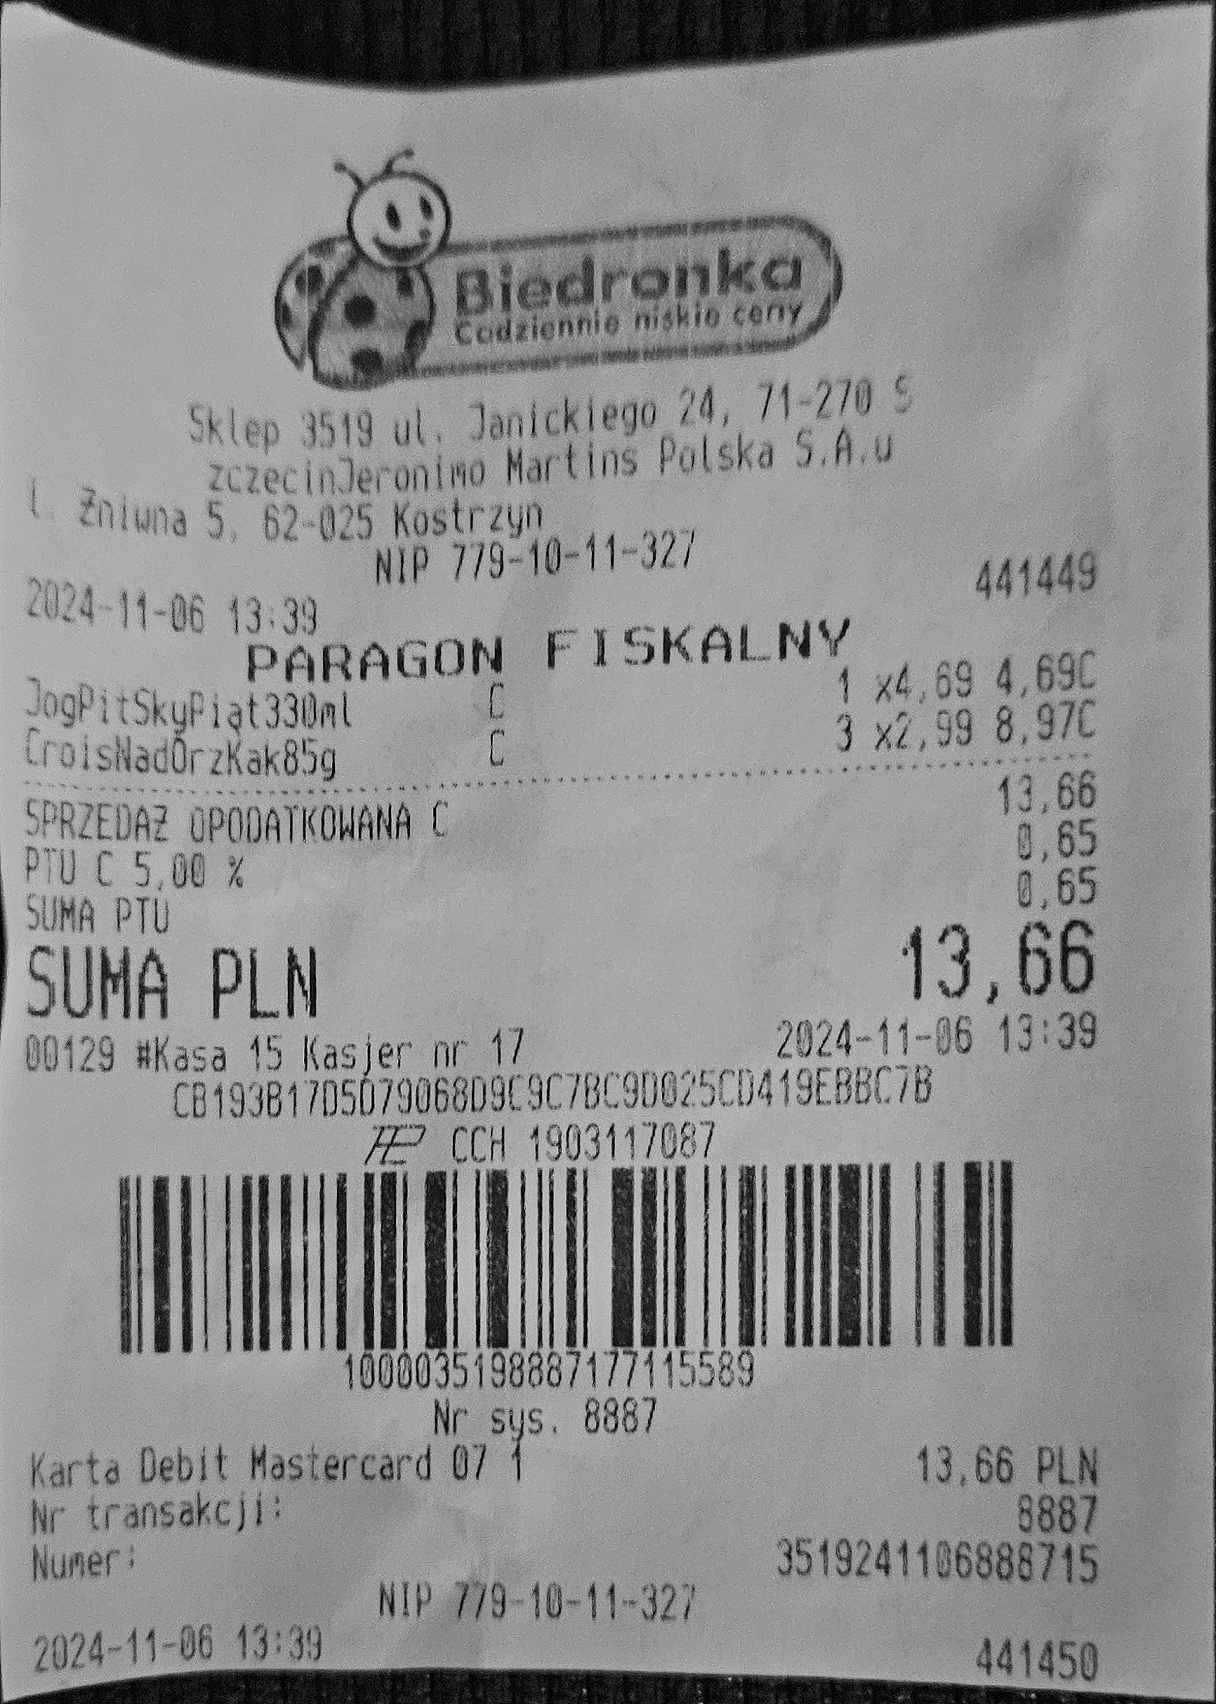 Biedronka
Codziennie niskie ceny
Sklep 3519 ul. Janickiego 24, 71-270 S
zczecinJeronimo Martins Polska S.A.u
l. Żniwna 5, 62-025 Kostrzyn
NIP 779-10-11-327
2024-11-06 13:39 441449
PARAGON FISKALNY
JogPitSkyPiąt330ml C 1 x4,69 4,69C
CroisNadOrzKak85g C 3 x2,99 8,97C
SPRZEDAŻ OPODATKOWANA C 13,66
PTU C 5,00 % 0,65
SUMA PTU 0,65
SUMA PLN 13,66
00129 #Kasa 15 Kasjer nr 17 2024-11-06 13:39
CB193B17D5D79068D9C9C7BC9D025CD419EBBC7B
CCH 1903117087
1000035198887177115589
Nr sys. 8887
Karta Debit Mastercard 07 1 13,66 PLN
Nr transakcji: 8887
Numer: 3519241106888715
NIP 779-10-11-327
2024-11-06 13:39 441450